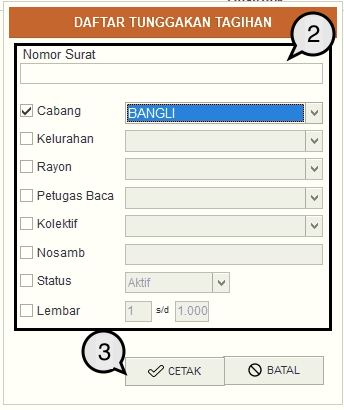 DAFTAR TUNGGAKAN TAGIHAN
2
Nomor Surat
Cabang BANGLI
Kelurahan
Rayon
Petugas Baca
Kolektif
Nosamb
Status Aktif
Lembar 1 s/d 1.000
3
CETAK BATAL